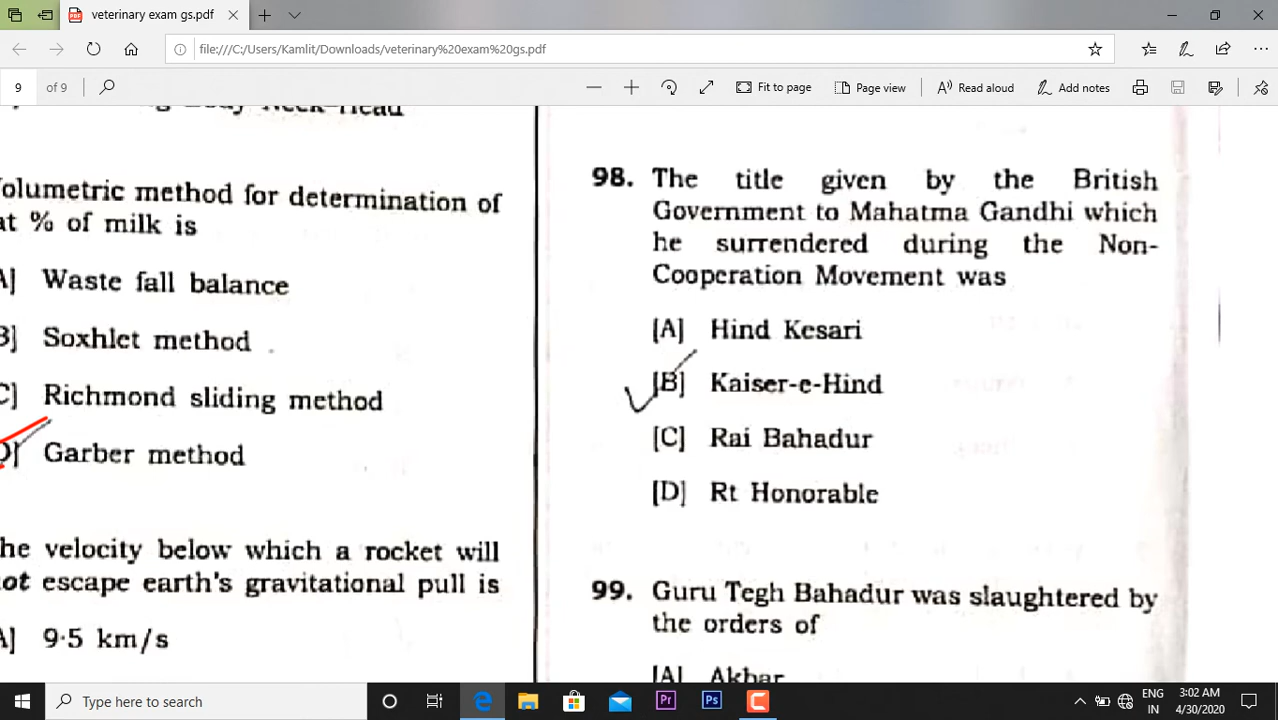 veterinary exam gs.pdf
file:///C:/Users/Kamlit/Downloads/veterinary%20exam%20gs.pdf
9 of 9
Fit to page
Page view
Read aloud
Add notes
Neck-Head
olumetric method for determination of
at % of milk is
A] Waste fall balance
B] Soxhlet method
C] Richmond sliding method
D] Garber method
he velocity below which a rocket will
ot escape earth's gravitational pull is
A] 9·5 km/s
98. The title given by the British
Government to Mahatma Gandhi which
he surrendered during the Non-
Cooperation Movement was
[A] Hind Kesari
[B] Kaiser-e-Hind
[C] Rai Bahadur
[D] Rt Honorable
99. Guru Tegh Bahadur was slaughtered by
the orders of
[A] Akbar
Type here to search
Pr
Ps
ENG
IN
3:02 AM
4/30/2020